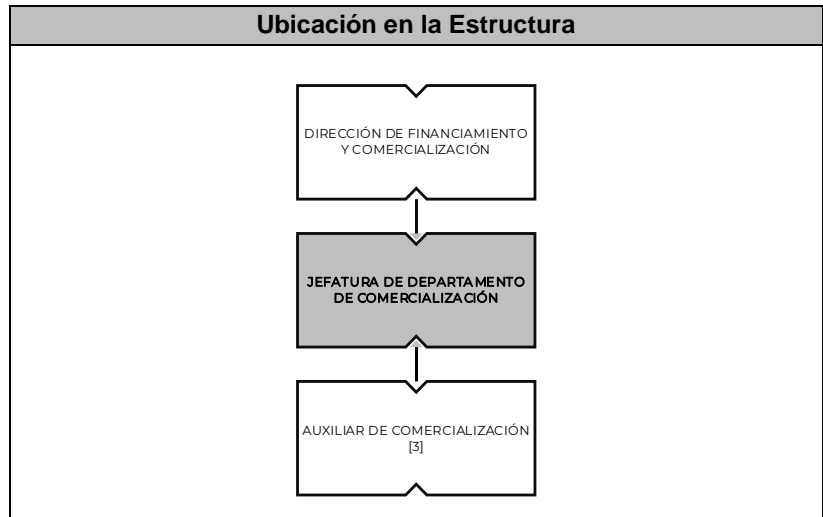 Ubicación en la Estructura
DIRECCIÓN DE FINANCIAMIENTO
Y COMERCIALIZACIÓN
JEFATURA DE DEPARTAMENTO
DE COMERCIALIZACIÓN
AUXILIAR DE COMERCIALIZACIÓN
[3]